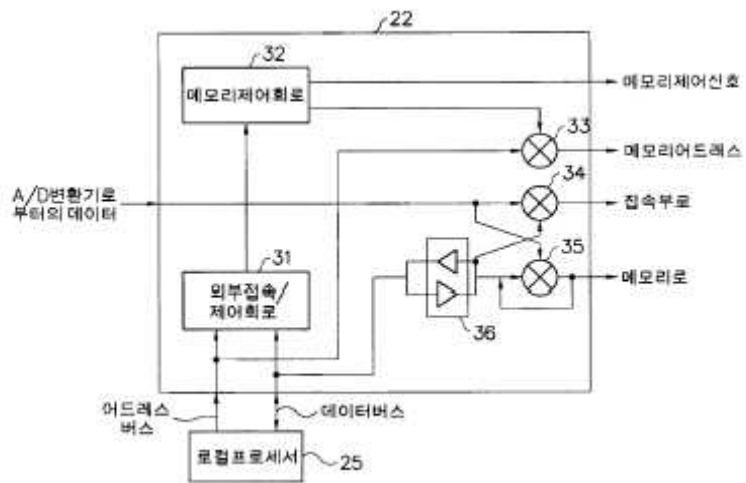 22
32
메모리제어회로
메모리제어신호
33
메모리어드레스
34
A/D변환기로
부터의 데이터
집속부로
31
35
외부접속/
제어회로
메모리로
36
어드레스
버스
데이터버스
로컬프로세서
25